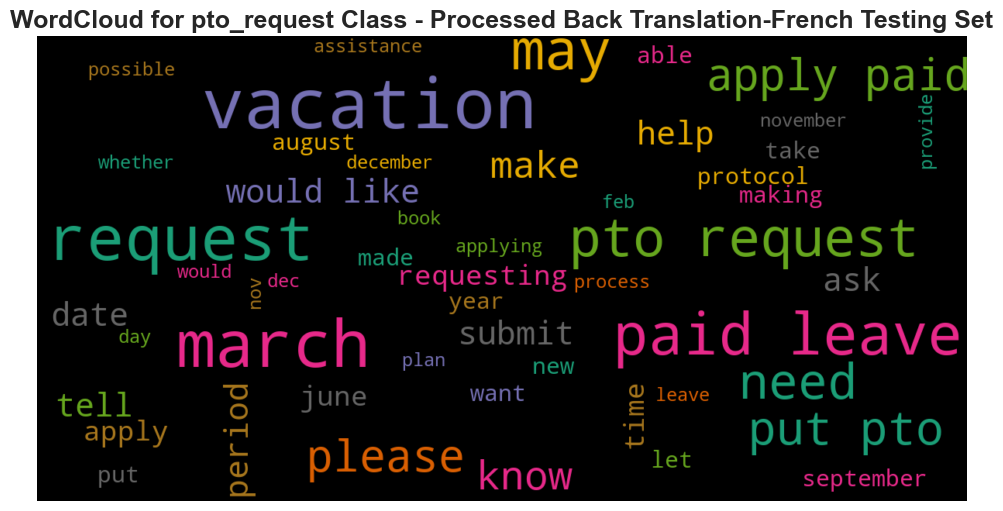 WordCloud for pto_request Class - Processed Back Translation-French Testing Set
assistance
may
able
possible
apply paid
vacation
provide
november
august
help
take
whether
december
make
protocol
would like
making
feb
book
request
pto request
made
applying
would
dec
requesting
process
ask
nov
year
date
day
march
submit
paid leave
plan
new
need
period
june
want
time
leave
tell
apply
put pto
please
know
let
put
september